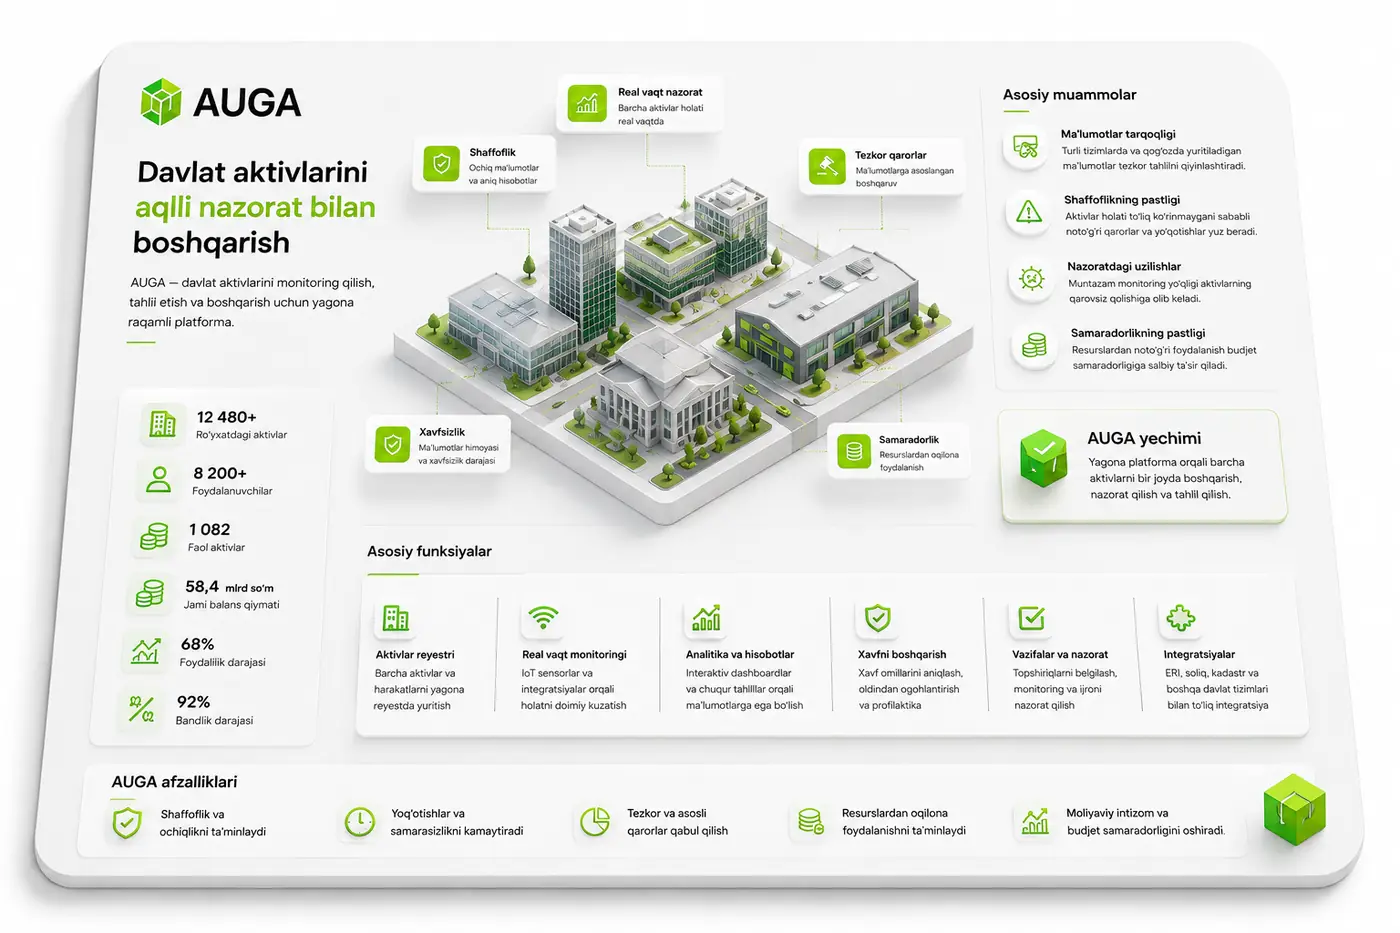 AUGA
Davlat aktivlarini
aqlli nazorat bilan
boshqarish
AUGA — davlat aktivlarini monitoring qilish,
tahlil etish va boshqarish uchun yagona
raqamli platforma.
12 480+
Ro'yxatdagi aktivlar
8 200+
Foydalanuvchilar
1 082
Faol aktivlar
58,4 mlrd so'm
Jami balans qiymati
68%
Foydalilik darajasi
92%
Bandlik darajasi
Real vaqt nazorat
Barcha aktivlar holati
real vaqtda
Shaffoflik
Ochiq ma'lumotlar
va aniq hisobotlar
Tezkor qarorlar
Ma'lumotlarga asoslangan
boshqaruv
Xavfsizlik
Ma'lumotlar himoyasi
va xavfsizlik darajasi
Samaradorlik
Resurslardan oqilona
foydalanish
Asosiy muammolar
Ma'lumotlar tarqoqligi
Turli tizimlarda va qog'ozda yuritiladigan
ma'lumotlar tezkor tahlilni qiyinlashtiradi.
Shaffoflikning pastligi
Aktivlar holati to'liq ko'rinmaygani sababli
noto'g'ri qarorlar va yo'qotishlar yuz beradi.
Nazoratdagi uzilishlar
Muntazam monitoring yo'qligi aktivlarning
qarovsiz qolishiga olib keladi.
Samaradorlikning pastligi
Resurslardan noto'g'ri foydalanish budjet
samaradorligiga salbiy ta'sir qiladi.
AUGA yechimi
Yagona platforma orqali barcha
aktivlarni bir joyda boshqarish,
nazorat qilish va tahlil qilish.
Asosiy funksiyalar
Aktivlar reyestri
Barcha aktivlar va
harakatlarni yagona
reyestda yuritish
Real vaqt monitoringi
IoT sensorlar va
integratsiyalar orqali
holatni doimiy kuzatish
Analitika va hisobotlar
Interaktiv dashboardlar
va chuqur tahlillar orqali
ma'lumotlarga ega bo'lish
Xavfni boshqarish
Xavf omillarini aniqlash,
oldindan ogohlantirish
va profilaktika
Vazifalar va nazorat
Topshiriqlarni belgilash,
monitoring va ijroni
nazorat qilish
Integratsiyalar
ERI, soliq, kadastr va
boshqa davlat tizimlari
bilan to'liq integratsiya
AUGA afzalliklari
Shaffoflik va
ochiqlikni ta'minlaydi
Yoq'otishlar va
samarasizlikni kamaytiradi
Tezkor va asosli
qarorlar qabul qilish
Resurslardan oqilona
foydalanishni ta'minlaydi
Moliyaviy intizom va
budjet samaradorligini oshiradi.